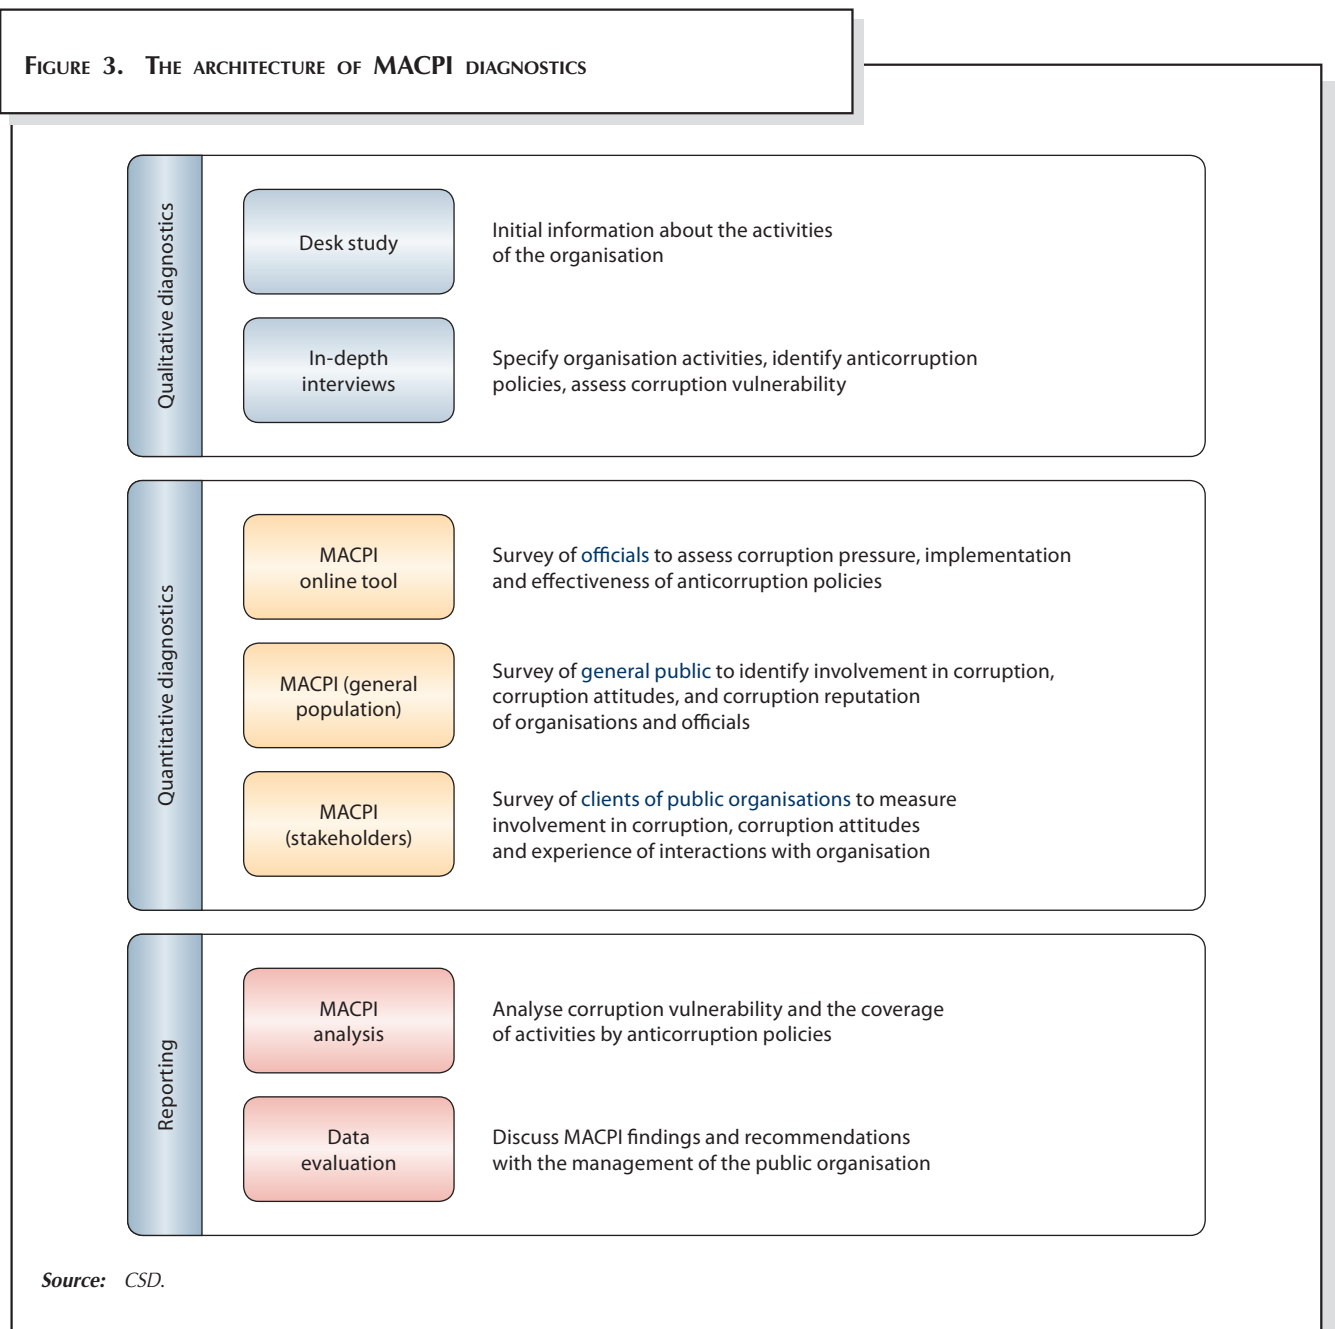 FIGURE 3. THE ARCHITECTURE OF MACPI DIAGNOSTICS
Qualitative diagnostics
Desk study
Initial information about the activities
of the organisation
In-depth
interviews
Specify organisation activities, identify anticorruption
policies, assess corruption vulnerability
Quantitative diagnostics
MACPI
online tool
Survey of officials to assess corruption pressure, implementation
and effectiveness of anticorruption policies
MACPI (general
population)
Survey of general public to identify involvement in corruption,
corruption attitudes, and corruption reputation
of organisations and officials
MACPI
(stakeholders)
Survey of clients of public organisations to measure
involvement in corruption, corruption attitudes
and experience of interactions with organisation
Reporting
MACPI
analysis
Analyse corruption vulnerability and the coverage
of activities by anticorruption policies
Data
evaluation
Discuss MACPI findings and recommendations
with the management of the public organisation
Source: CSD.